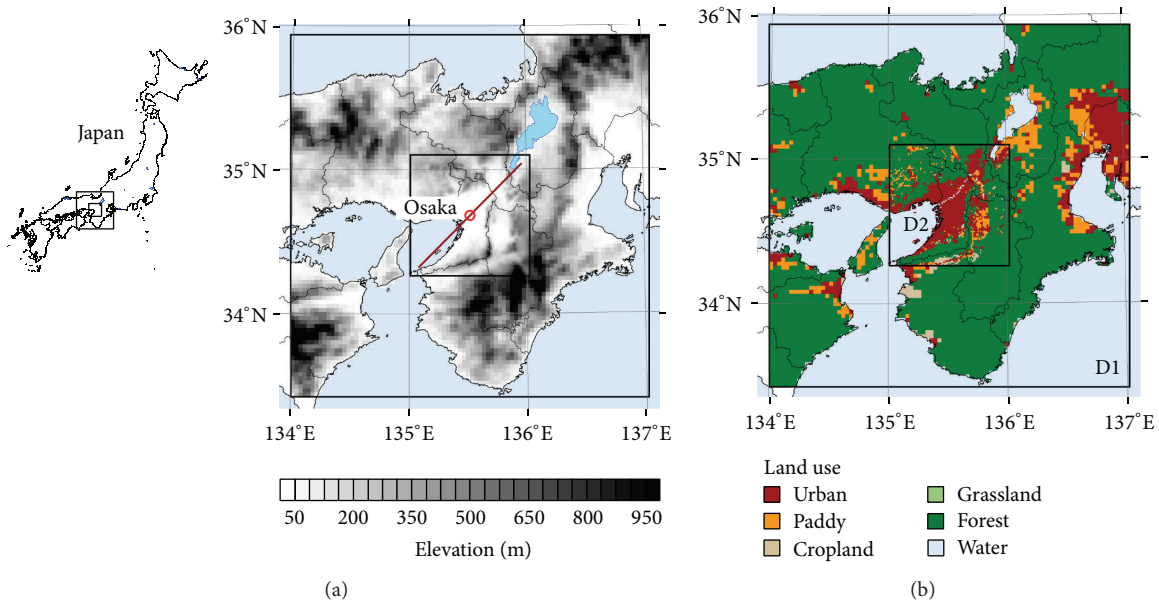 Japan
36°N
35°N
34°N
Osaka
134°E
135°E
136°E
137°E
50
200
350
500
650
800
950
Elevation (m)
(a)
36°N
35°N
34°N
D2
D1
134°E
135°E
136°E
137°E
Land use
Urban
Paddy
Cropland
Grassland
Forest
Water
(b)